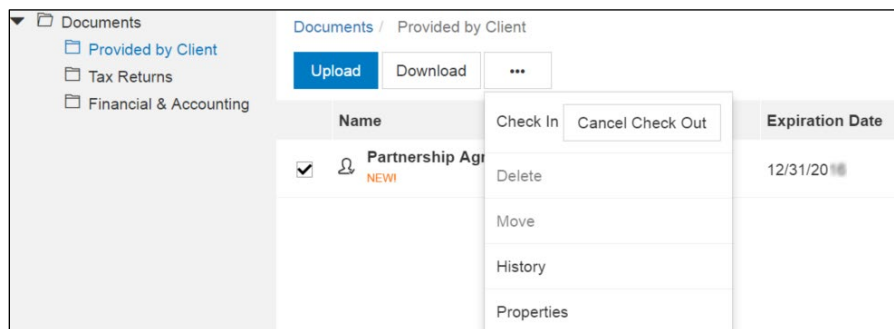 Documents
Provided by Client
Tax Returns
Financial & Accounting
Documents / Provided by Client
Upload Download •••
Name Expiration Date
Check In Cancel Check Out
Partnership Agr
NEW!
12/31/20
Delete
Move
History
Properties